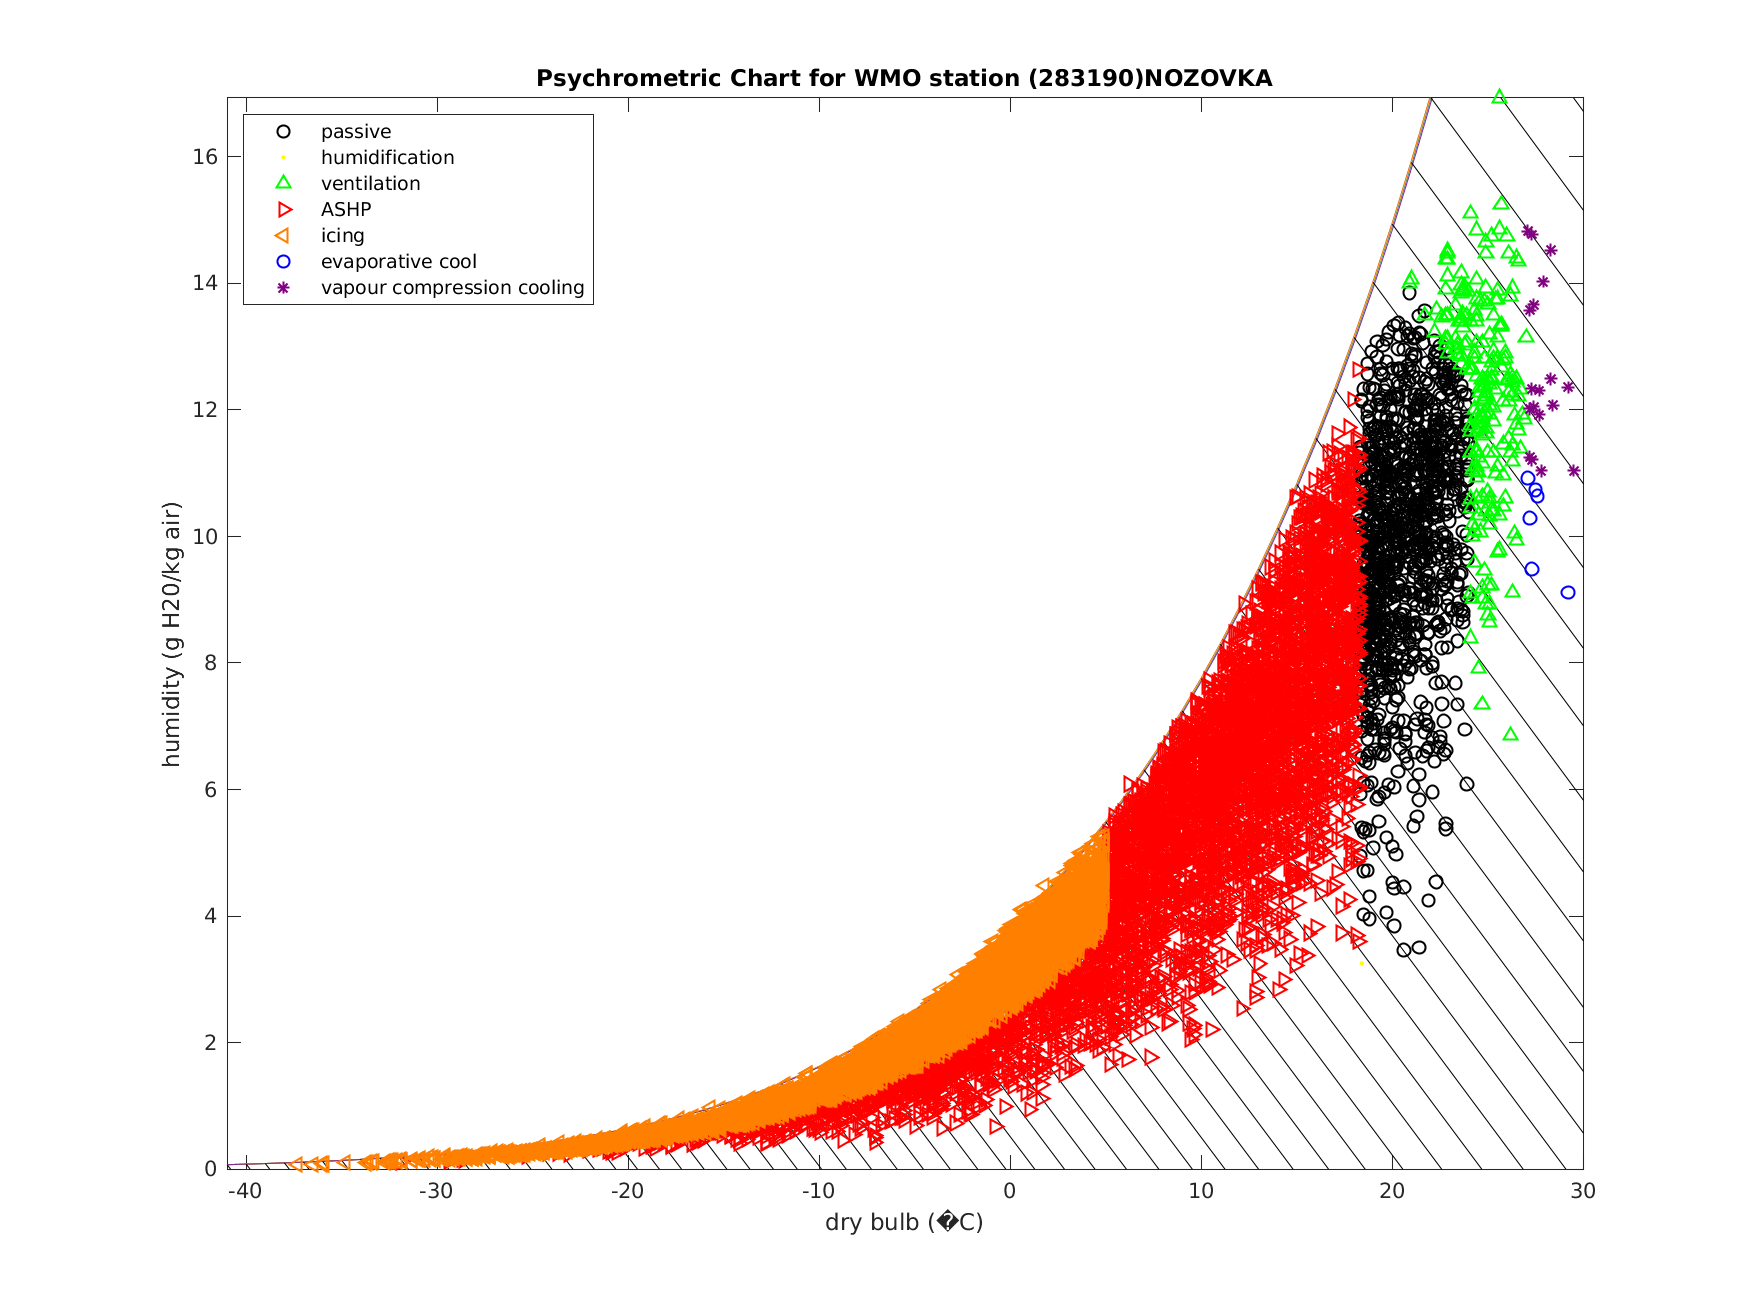 Psychrometric Chart for WMO station (283190)NOZOVKA
passive
humidification
ventilation
ASHP
icing
evaporative cool
vapour compression cooling
humidity (g H20/kg air)
16
14
12
10
8
6
4
2
0
-40 -30 -20 -10 0 10 20 30
dry bulb (�C)